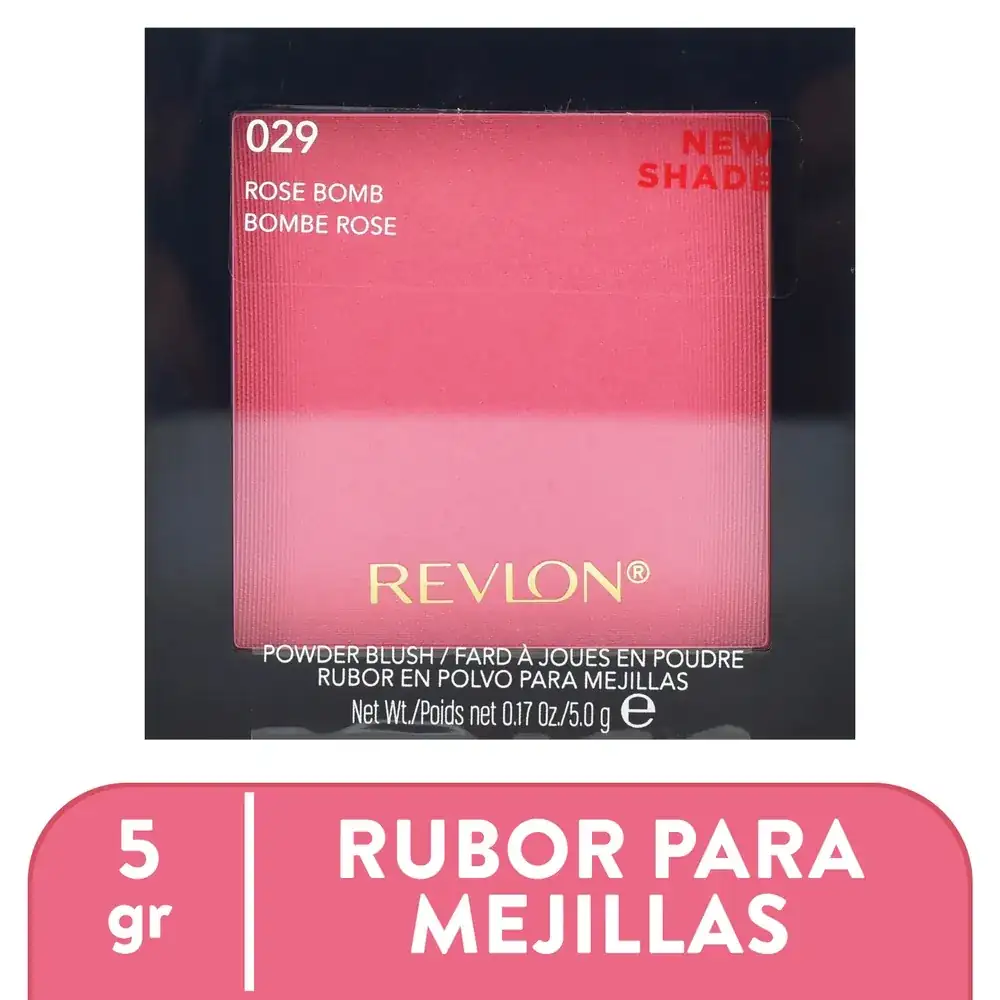 029
ROSE BOMB
BOMBE ROSE
NEW
SHADE
REVLON®
POWDER BLUSH / FARD À JOUES EN POUDRE
RUBOR EN POLVO PARA MEJILLAS
Net Wt./Poids net 0.17 Oz./5.0 g ℮
5
gr
RUBOR PARA
MEJILLAS